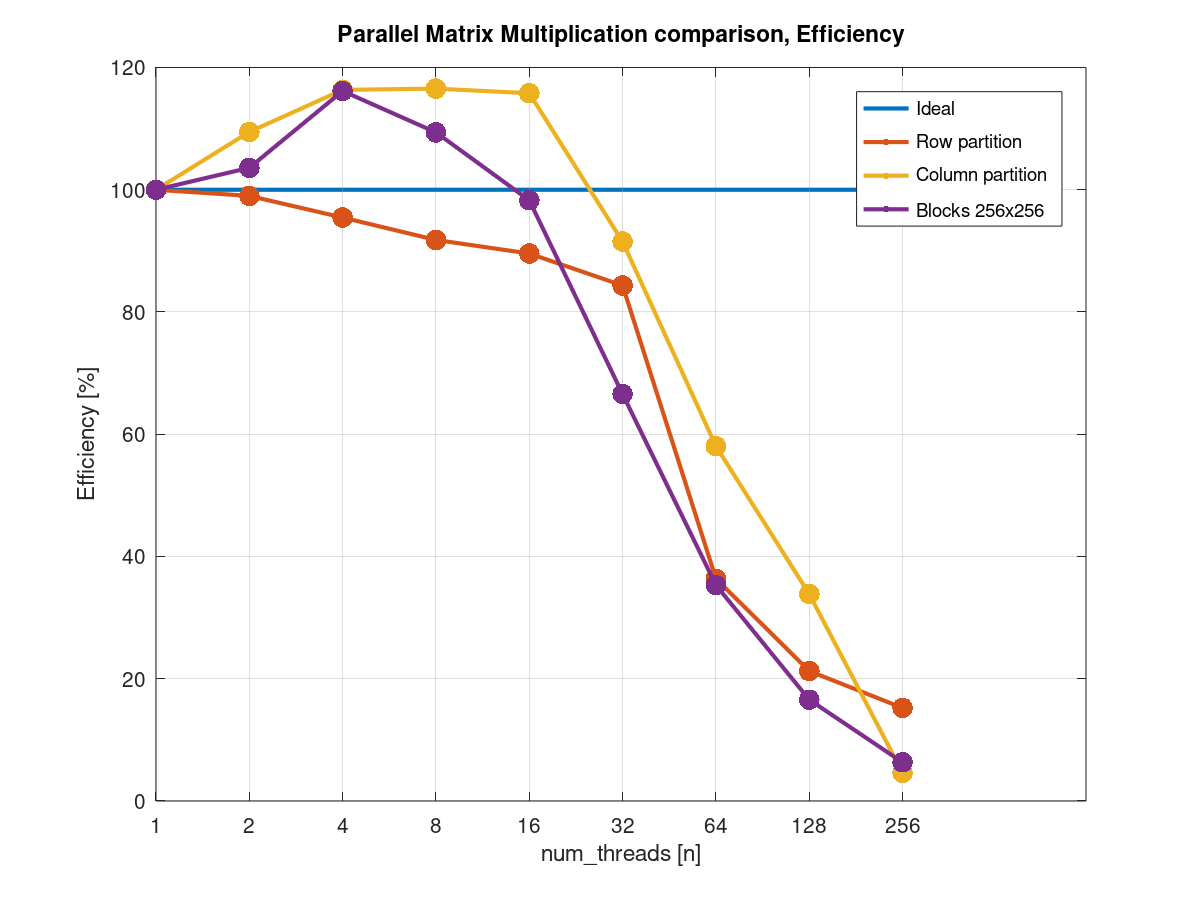 Parallel Matrix Multiplication comparison, Efficiency
120
100
80
60
40
20
0
Efficiency [%]
Ideal
Row partition
Column partition
Blocks 256x256
1 2 4 8 16 32 64 128 256
num_threads [n]